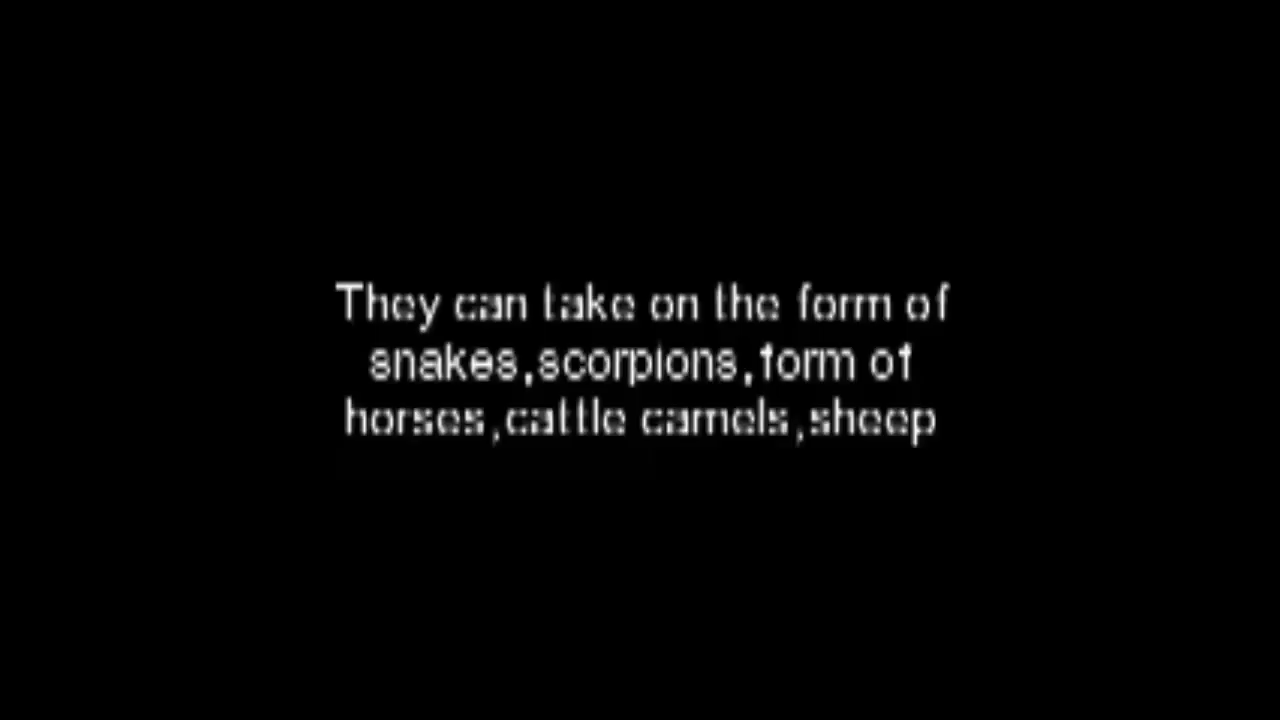 They can take on the form of
snakes,scorpions,form of
horses,cattle camels,sheep